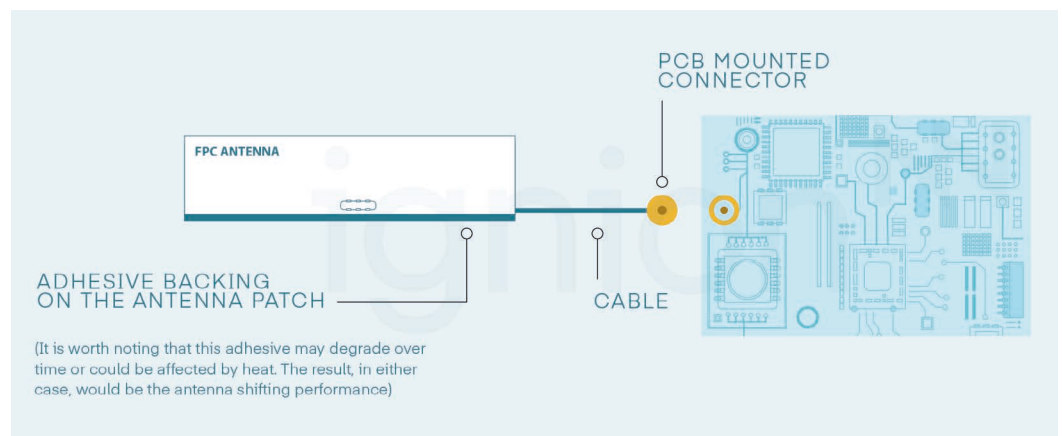 PCB MOUNTED
CONNECTOR
FPC ANTENNA
ADHESIVE BACKING
ON THE ANTENNA PATCH
CABLE
(It is worth noting that this adhesive may degrade over
time or could be affected by heat. The result, in either
case, would be the antenna shifting performance)